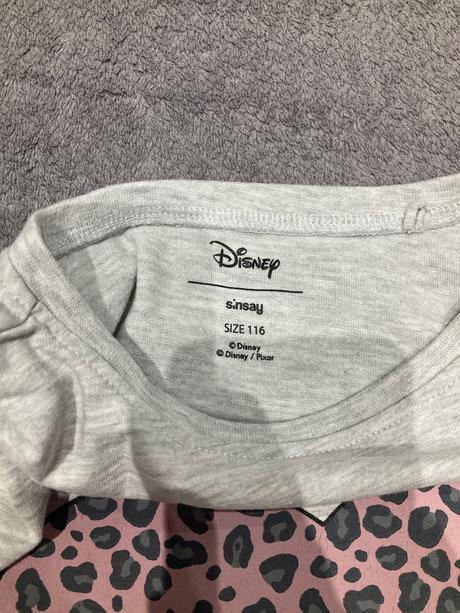 Disney
sinsay
SIZE 116
© Disney
© Disney / Pixar